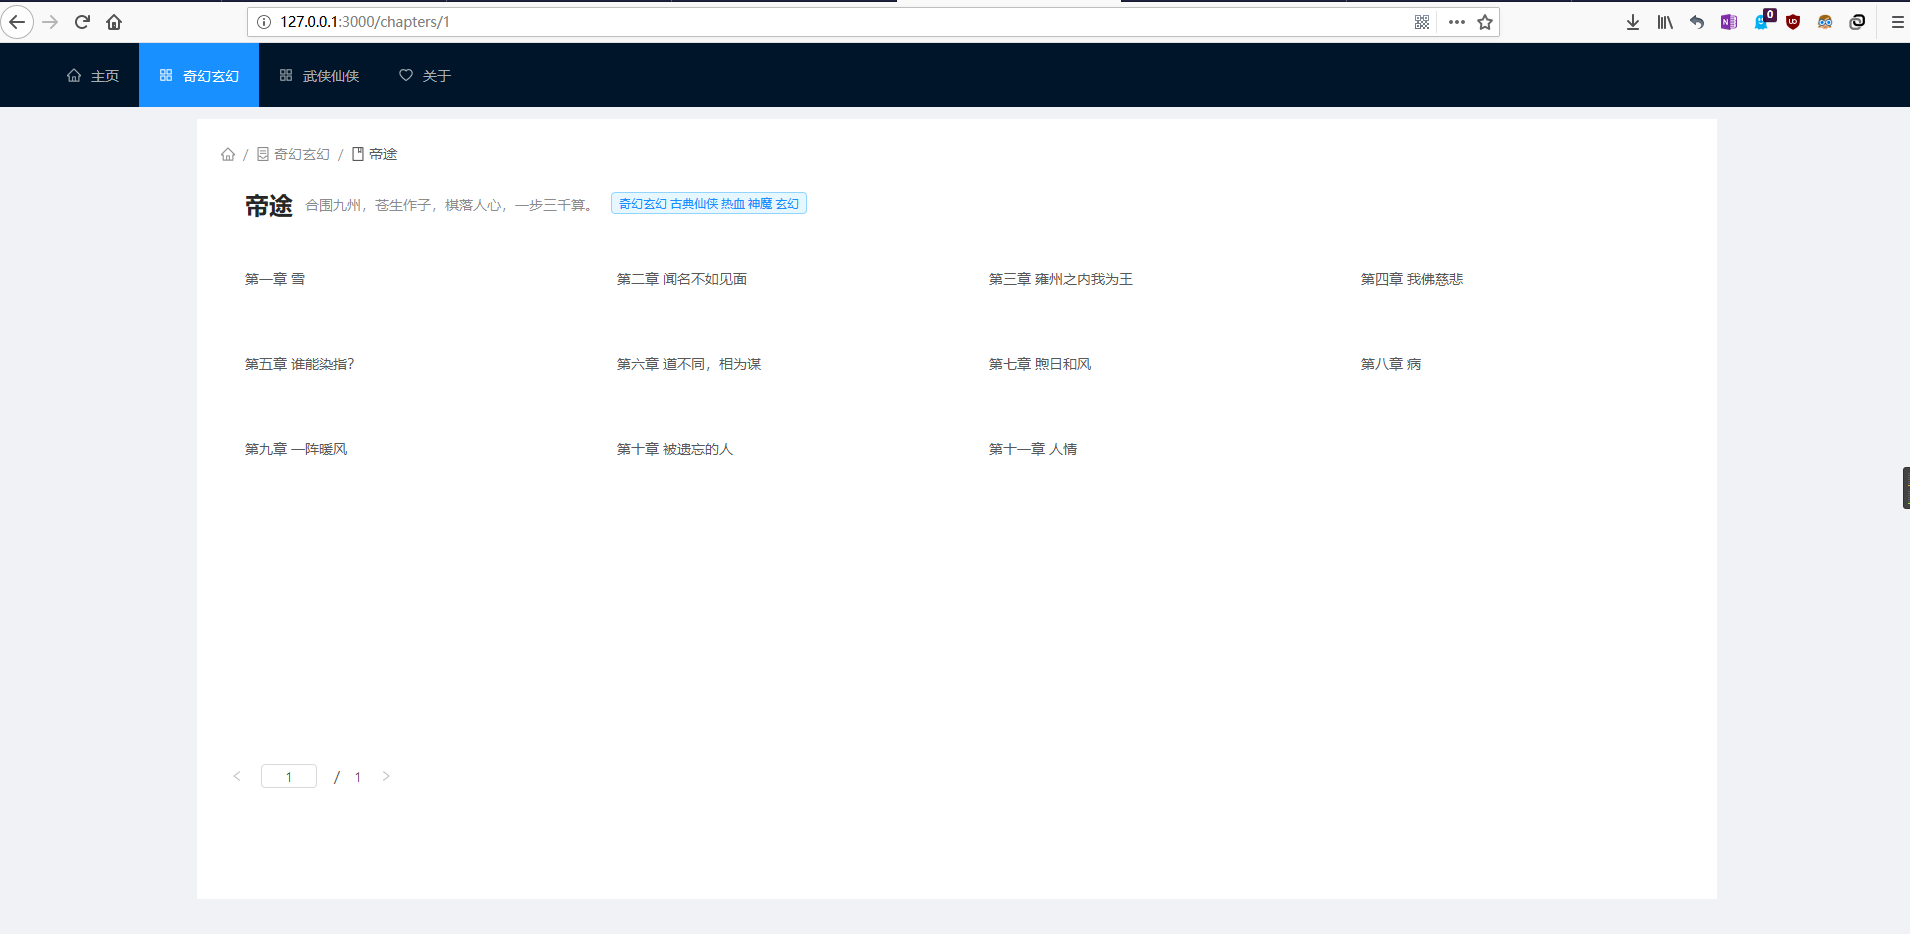 127.0.0.1:3000/chapters/1
0
主页 奇幻玄幻 武侠仙侠 关于
/ 奇幻玄幻 / 帝途
帝途 合围九州，苍生作子，棋落人心，一步三千算。 奇幻玄幻 古典仙侠 热血 神魔 玄幻
第一章 雪 第二章 闻名不如见面 第三章 雍州之内我为王 第四章 我佛慈悲
第五章 谁能染指？ 第六章 道不同，相为谋 第七章 煦日和风 第八章 病
第九章 一阵暖风 第十章 被遗忘的人 第十一章 人情
< 1 / 1 >